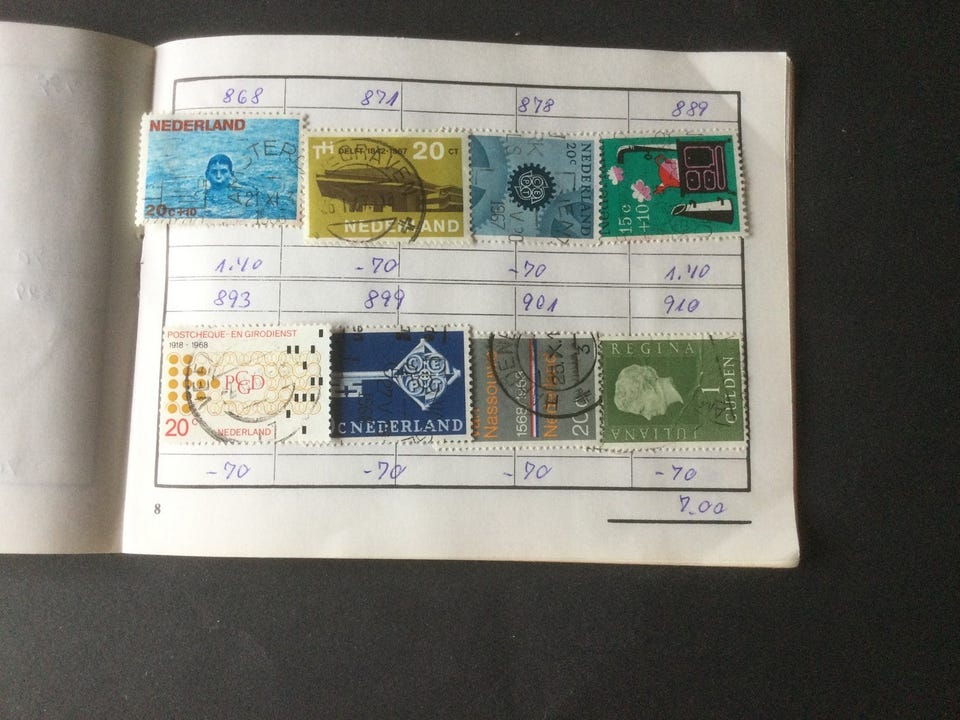 868 871 878 889
NEDERLAND
20c+10
TH DELFT 1842-1967 20 CT
NEDERLAND
NEDERLAND
20c
1967
15c
+10
1.40 -70 -70 1.40
893 899 901 910
POSTCHEQUE- EN GIRODIENST
1918 - 1968
PCGD
20c
NEDERLAND
NEDERLAND
Nassouwe
1568-1968
20c
REGINA
1
GULDEN
JULIANA
-70 -70 -70 -70
7.00
8